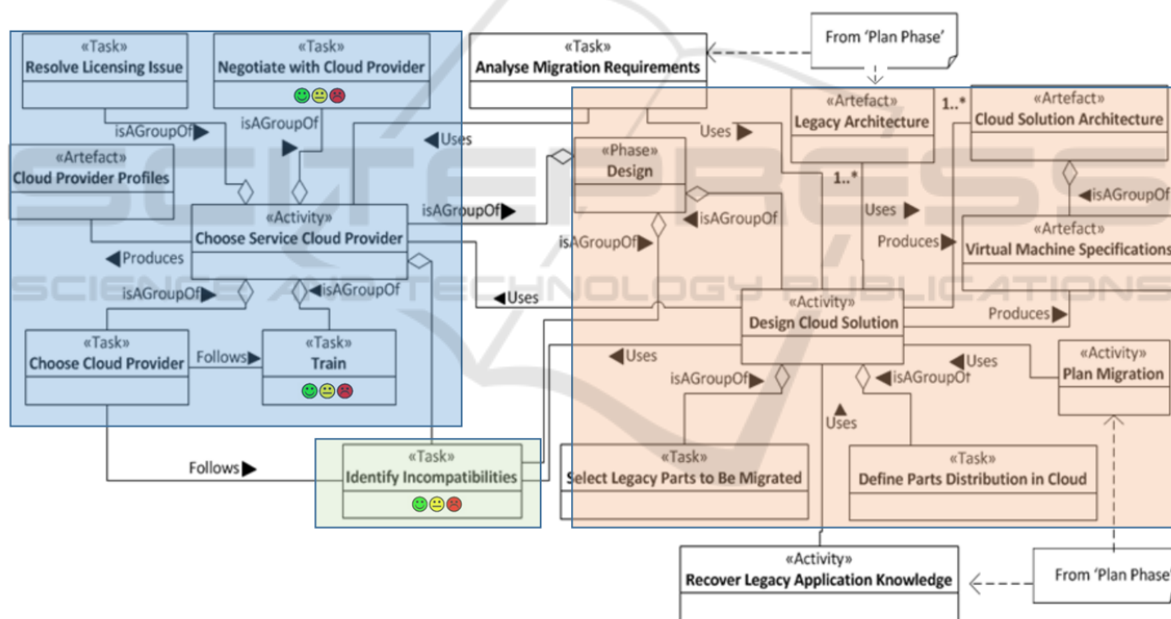 «Task»
Resolve Licensing Issue
«Task»
Negotiate with Cloud Provider
«Task»
Analyse Migration Requirements
From ‘Plan Phase’
«Artefact»
Legacy Architecture
1..*
«Artefact»
Cloud Solution Architecture
isAGroupOf
isAGroupOf
Uses
Uses
«Artefact»
Cloud Provider Profiles
«Phase»
Design
1..*
«Activity»
Choose Service Cloud Provider
isAGroupOf
isAGroupOf
Uses
isAGroupOf
Produces
«Artefact»
Virtual Machine Specifications
Produces
isAGroupOf
isAGroupOf
Uses
SCITEPRESS
SCIENCE AND TECHNOLOGY PUBLICATIONS
«Activity»
Design Cloud Solution
Produces
«Task»
Choose Cloud Provider
Follows
«Task»
Train
Uses
Uses
«Activity»
Plan Migration
isAGroupOf
isAGroupOf
Uses
Follows
«Task»
Identify Incompatibilities
Select Legacy Parts to Be Migrated
«Task»
Define Parts Distribution in Cloud
«Activity»
Recover Legacy Application Knowledge
From ‘Plan Phase’